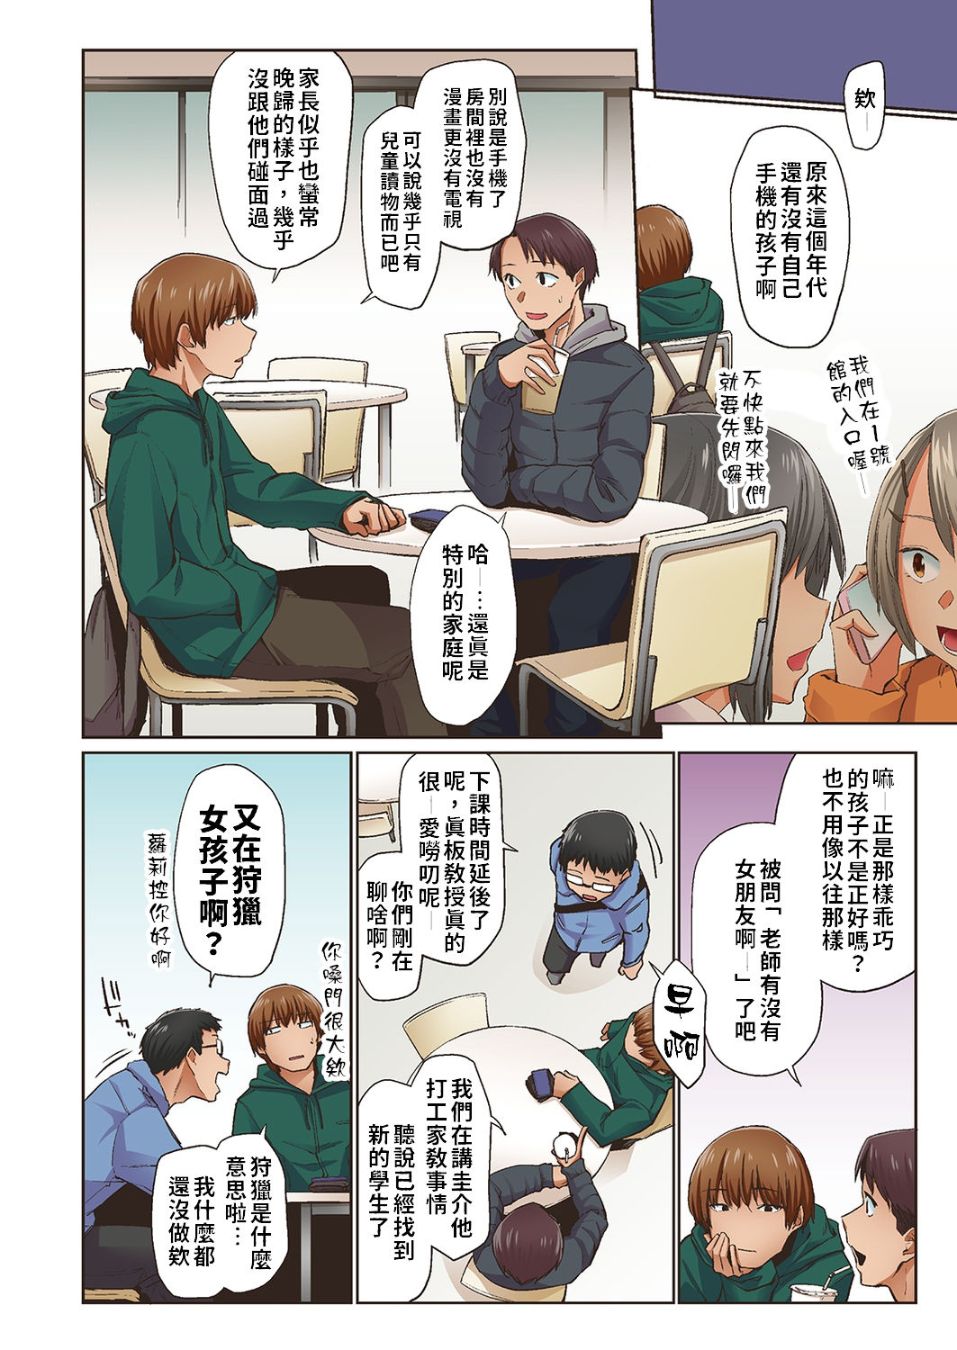 欸—
原來這個年代
還有沒有自己
手機的孩子啊
我們在1號
館的入口喔—
不快點來我們
就要先閃囉—
別說是手機了
房間裡也沒有
漫畫更沒有電視
可以說幾乎只有
兒童讀物而已吧
家長似乎也蠻常
晚歸的樣子，幾乎
沒跟他們碰面過
哈—…還真是
特別的家庭呢
嘛—正是那樣乖巧
的孩子不是正好嗎？
也不用像以往那樣
被問「老師有沒有
女朋友啊—」了吧
早啊
下課時間延後了
呢，真板教授真的
很—愛嘮叨呢—
你們剛在
聊啥啊？
我們在講圭介他
打工家教事情
聽說已經找到
新的學生了
又在狩獵
女孩子啊？
蘿莉控你好啊
你嗓門很大欸
狩獵是什麼
意思啦…
我什麼都
還沒做欸